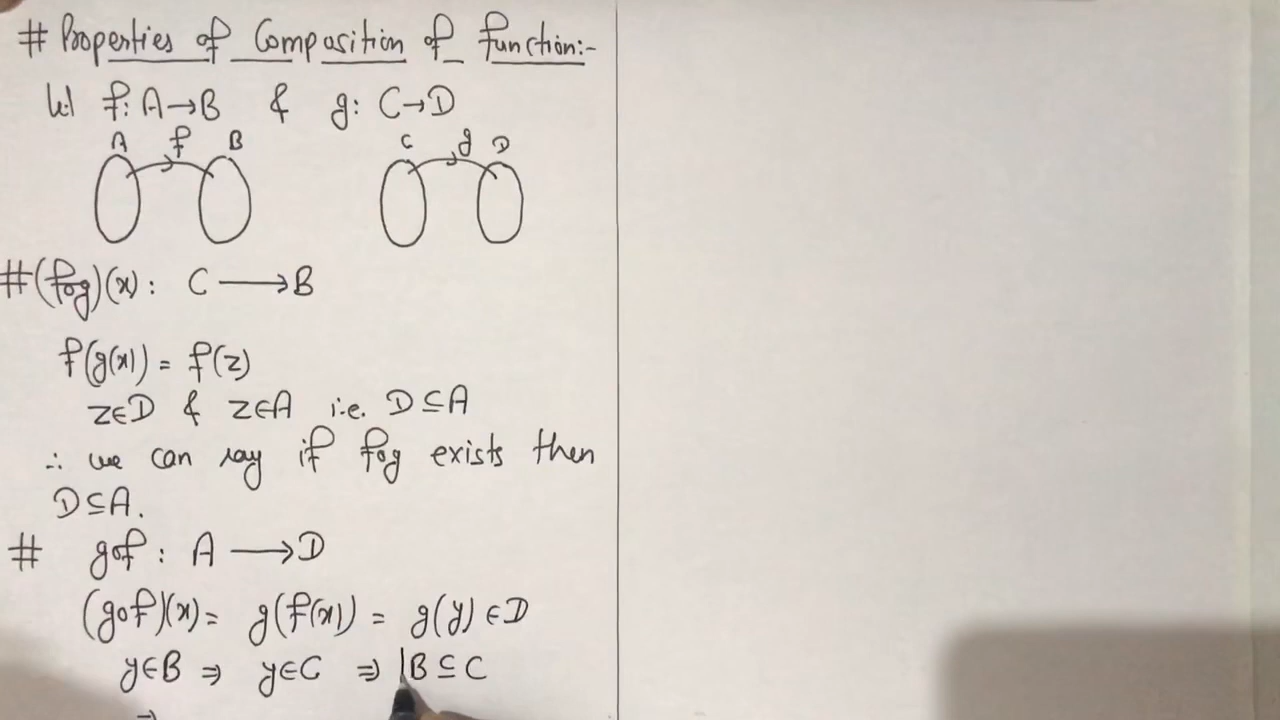 # Properties of Composition of function:-
let f: A→B & g: C→D
A f B C g D
#(fog)(x): C ⟶ B
f(g(x)) = f(z)
z∈D & z∈A i.e. D⊆A
∴ we can say if fog exists then
D⊆A.
# gof : A ⟶ D
(gof)(x) = g(f(x)) = g(y) ∈D
y∈B ⇒ y∈C ⇒ |B ⊆ C
⇒